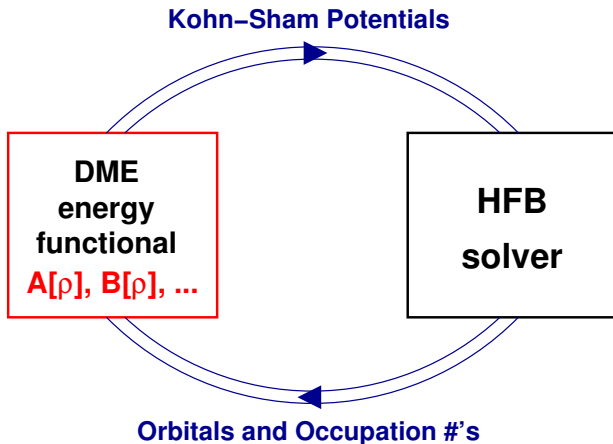 Kohn−Sham Potentials
DME
energy
functional
A[ρ], B[ρ], ...
HFB
solver
Orbitals and Occupation #'s